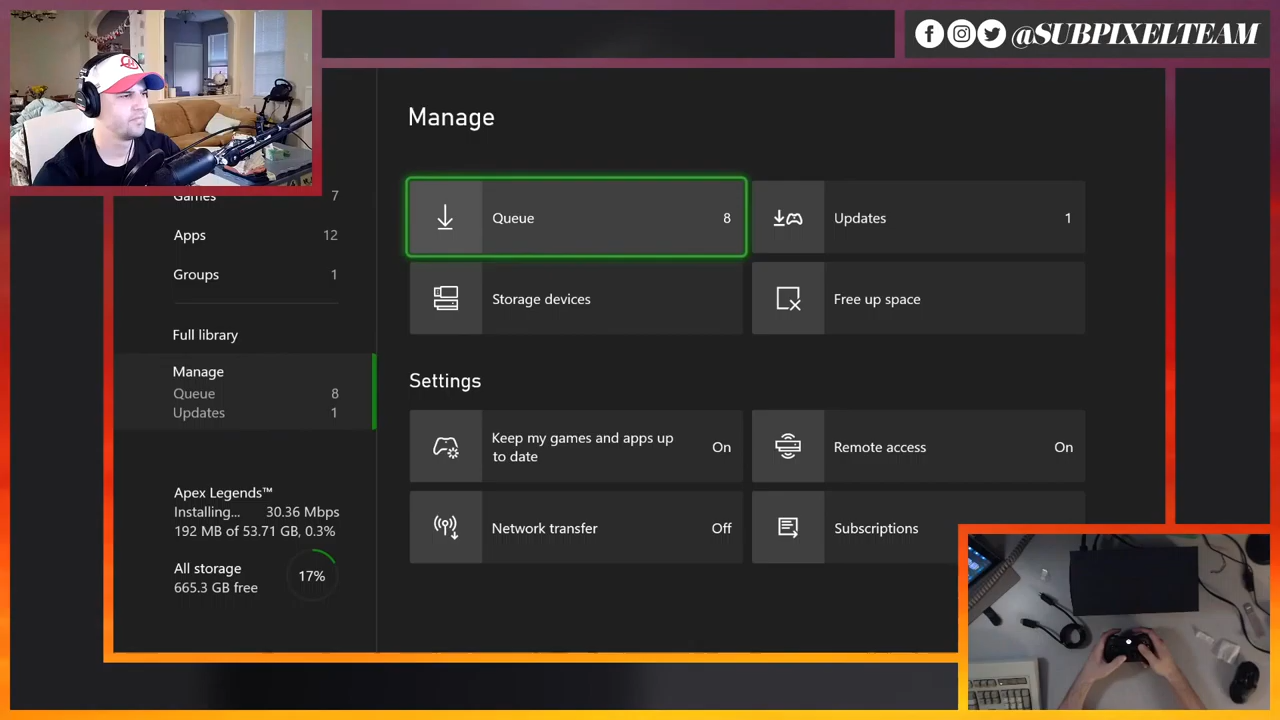 @SUBPIXELTEAM
Manage
Games 7
Apps 12
Groups 1
Full library
Manage
Queue 8
Updates 1
Apex Legends™
Installing... 30.36 Mbps
192 MB of 53.71 GB, 0.3%
All storage
665.3 GB free
17%
Queue 8
Updates 1
Storage devices
Free up space
Settings
Keep my games and apps up
to date
On
Remote access On
Network transfer Off
Subscriptions